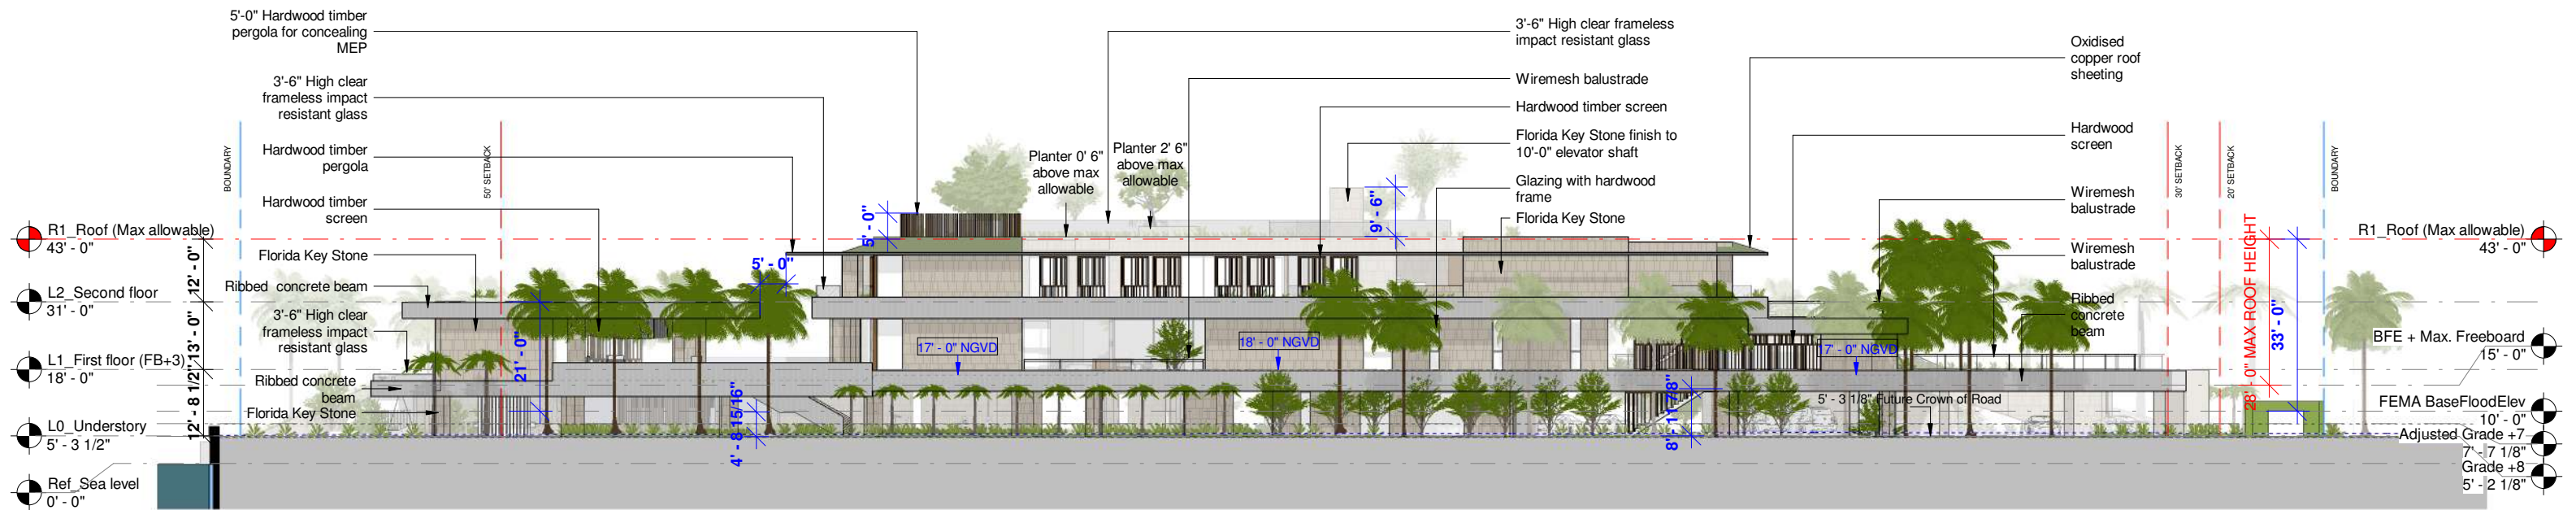 5'-0" Hardwood timber
pergola for concealing
MEP
3'-6" High clear
frameless impact
resistant glass
Hardwood timber
pergola
Hardwood timber
screen
Florida Key Stone
Ribbed concrete beam
3'-6" High clear
frameless impact
resistant glass
Ribbed concrete
beam
Florida Key Stone
BOUNDARY
50' SETBACK
R1_Roof (Max allowable)
43' - 0"
L2_Second floor
31' - 0"
L1_First floor (FB+3)
18' - 0"
L0_Understory
5' - 3 1/2"
Ref_Sea level
0' - 0"
12' - 0"
13' - 0"
12' - 8 1/2"
21' - 0"
5' - 0"
5' - 0"
4' - 8 15/16"
Planter 0' 6"
above max
allowable
Planter 2' 6"
above max
allowable
17' - 0" NGVD
18' - 0" NGVD
17' - 0" NGVD
9' - 6"
8' - 11 7/8"
5' - 3 1/8" Future Crown of Road
3'-6" High clear frameless
impact resistant glass
Wiremesh balustrade
Hardwood timber screen
Florida Key Stone finish to
10'-0" elevator shaft
Glazing with hardwood
frame
Florida Key Stone
Oxidised
copper roof
sheeting
Hardwood
screen
Wiremesh
balustrade
Wiremesh
balustrade
Ribbed
concrete
beam
30' SETBACK
20' SETBACK
BOUNDARY
28' - 0" MAX ROOF HEIGHT
33' - 0"
R1_Roof (Max allowable)
43' - 0"
BFE + Max. Freeboard
15' - 0"
FEMA BaseFloodElev
10' - 0"
Adjusted Grade +7
7' - 7 1/8"
Grade +8
5' - 2 1/8"